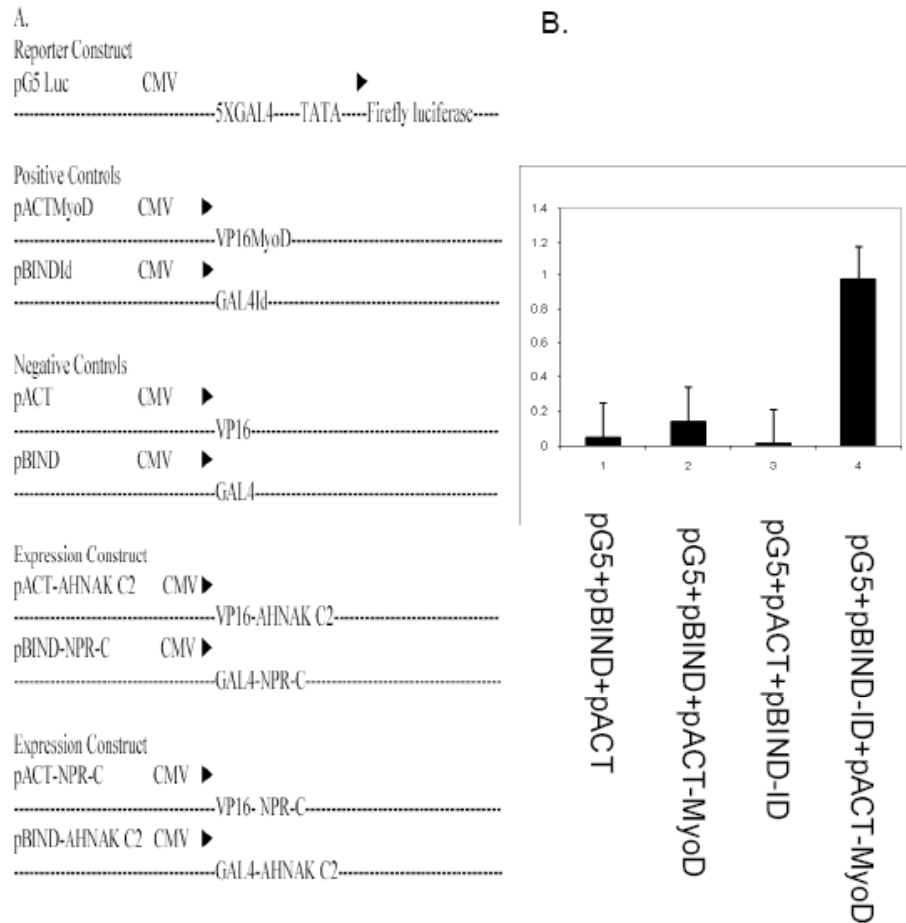 A.
Reporter Construct
pG5 Luc CMV ▶
----------------------------------5XGAL4-----TATA----Firefly luciferase-----
Positive Controls
pACTMyoD CMV ▶
----------------------------------VP16MyoD-----------------------------------
pBINDId CMV ▶
----------------------------------GAL4Id---------------------------------------
Negative Controls
pACT CMV ▶
----------------------------------VP16------------------------------------------
pBIND CMV ▶
----------------------------------GAL4-----------------------------------------
Expression Construct
pACT-AHNAK C2 CMV ▶
----------------------------------VP16-AHNAK C2----------------------------
pBIND-NPR-C CMV ▶
----------------------------------GAL4-NPR-C---------------------------------
Expression Construct
pACT-NPR-C CMV ▶
----------------------------------VP16- NPR-C---------------------------------
pBIND-AHNAK C2 CMV ▶
----------------------------------GAL4-AHNAK C2---------------------------
B.
1.4
1.2
1
0.8
0.6
0.4
0.2
0
1 2 3 4
pG5+pBIND+pACT
pG5+pBIND+pACT-MyoD
pG5+pACT+pBIND-ID
pG5+pBIND-ID+pACT-MyoD